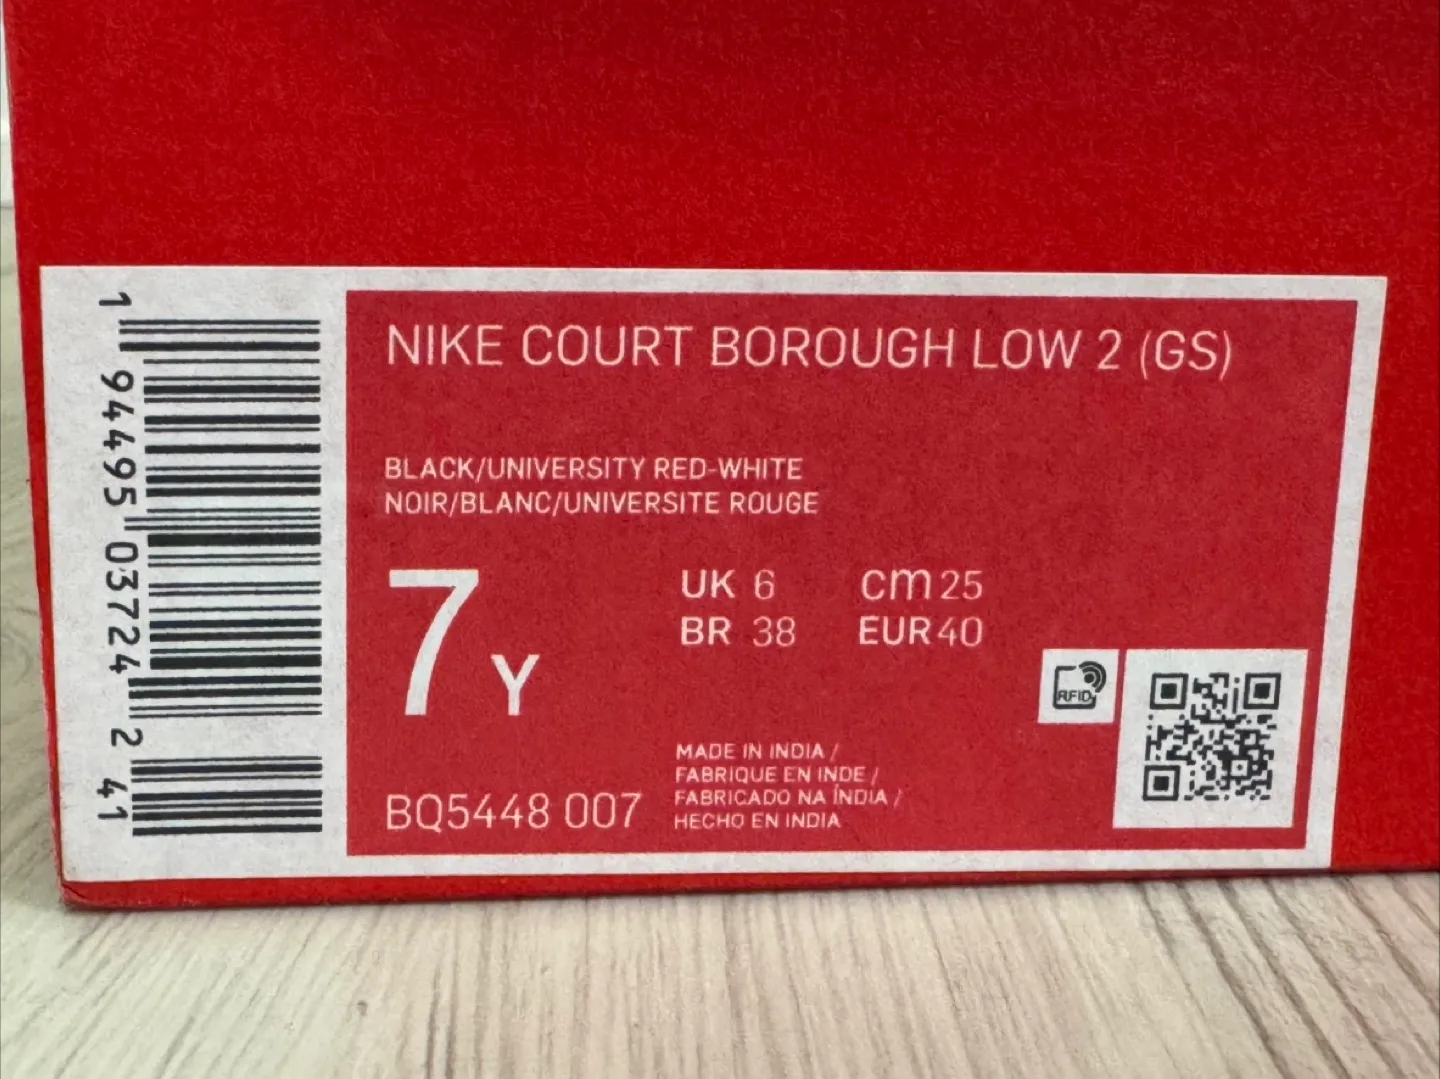 1 94495 03724 2 41
NIKE COURT BOROUGH LOW 2 (GS)
BLACK/UNIVERSITY RED-WHITE
NOIR/BLANC/UNIVERSITE ROUGE
7Y
UK 6 cm 25
BR 38 EUR 40
RFID
MADE IN INDIA /
FABRIQUE EN INDE /
FABRICADO NA ÍNDIA /
HECHO EN INDIA
BQ5448 007